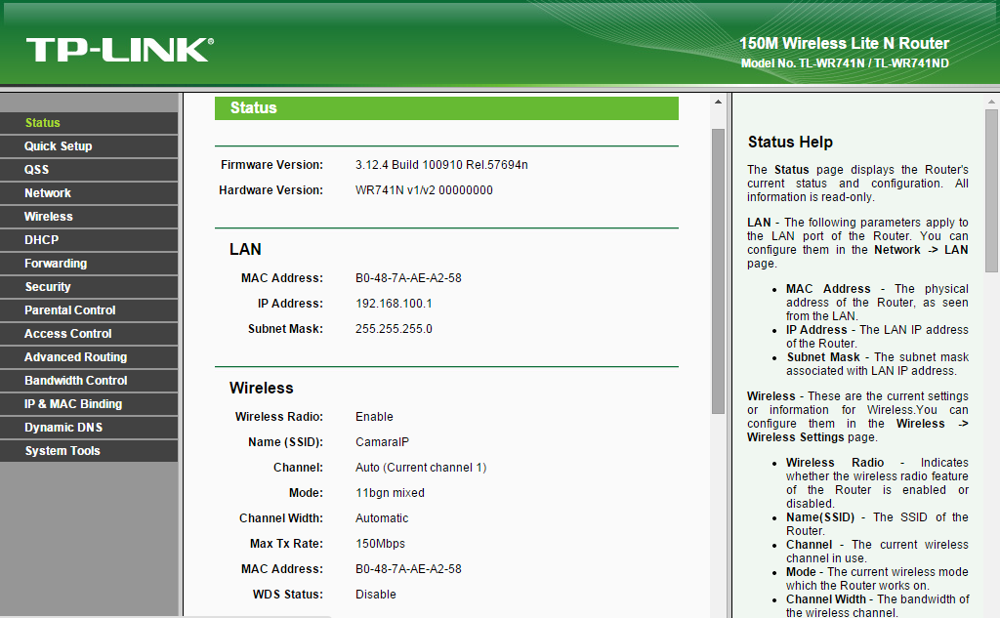 TP-LINK®
150M Wireless Lite N Router
Model No. TL-WR741N / TL-WR741ND
Status
Quick Setup
QSS
Network
Wireless
DHCP
Forwarding
Security
Parental Control
Access Control
Advanced Routing
Bandwidth Control
IP & MAC Binding
Dynamic DNS
System Tools
Status
Firmware Version: 3.12.4 Build 100910 Rel.57694n
Hardware Version: WR741N v1/v2 00000000
LAN
MAC Address: B0-48-7A-AE-A2-58
IP Address: 192.168.100.1
Subnet Mask: 255.255.255.0
Wireless
Wireless Radio: Enable
Name (SSID): CamaraIP
Channel: Auto (Current channel 1)
Mode: 11bgn mixed
Channel Width: Automatic
Max Tx Rate: 150Mbps
MAC Address: B0-48-7A-AE-A2-58
WDS Status: Disable
Status Help
The Status page displays the Router's
current status and configuration. All
information is read-only.
LAN - The following parameters apply to
the LAN port of the Router. You can
configure them in the Network -> LAN
page.
• MAC Address - The physical
address of the Router, as seen
from the LAN.
• IP Address - The LAN IP address
of the Router.
• Subnet Mask - The subnet mask
associated with LAN IP address.
Wireless - These are the current settings
or information for Wireless.You can
configure them in the Wireless ->
Wireless Settings page.
• Wireless Radio - Indicates
whether the wireless radio feature
of the Router is enabled or
disabled.
• Name(SSID) - The SSID of the
Router.
• Channel - The current wireless
channel in use.
• Mode - The current wireless mode
which the Router works on.
• Channel Width - The bandwidth of
the wireless channel.